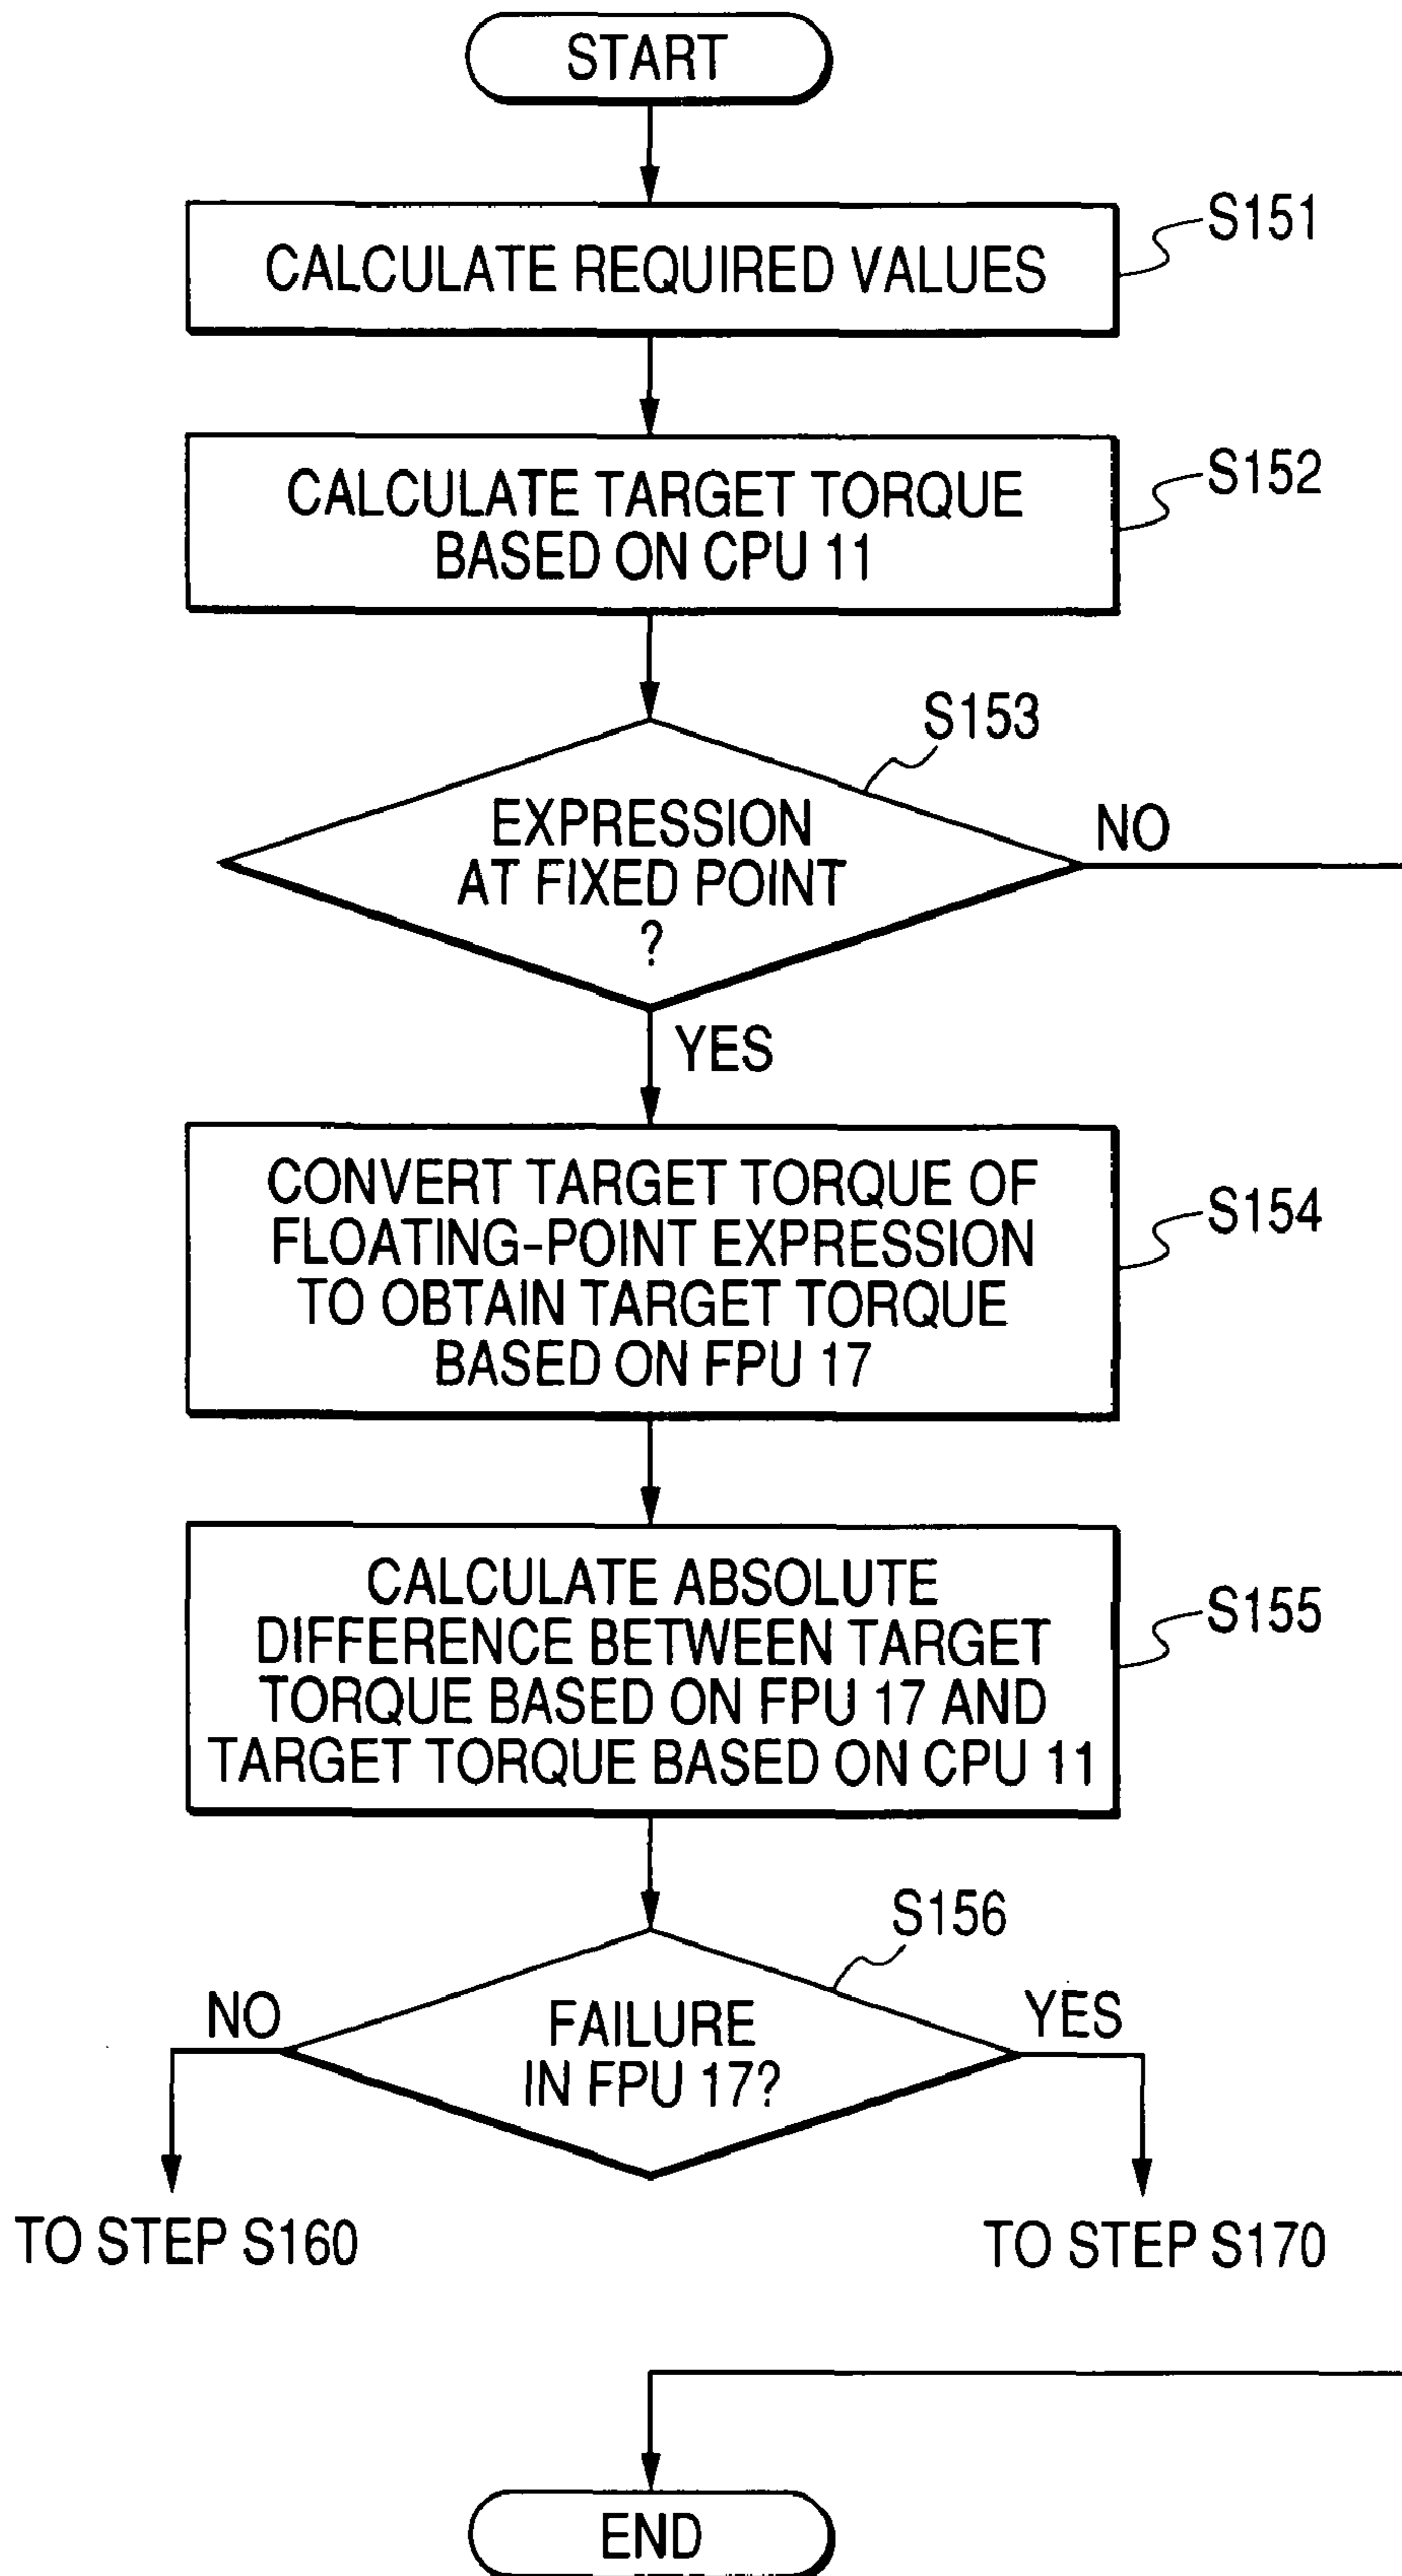 START
CALCULATE REQUIRED VALUES
S151
CALCULATE TARGET TORQUE
BASED ON CPU 11
S152
S153
EXPRESSION
AT FIXED POINT
?
NO
YES
CONVERT TARGET TORQUE OF
FLOATING-POINT EXPRESSION
TO OBTAIN TARGET TORQUE
BASED ON FPU 17
S154
CALCULATE ABSOLUTE
DIFFERENCE BETWEEN TARGET
TORQUE BASED ON FPU 17 AND
TARGET TORQUE BASED ON CPU 11
S155
S156
FAILURE
IN FPU 17?
NO
YES
TO STEP S160
TO STEP S170
END